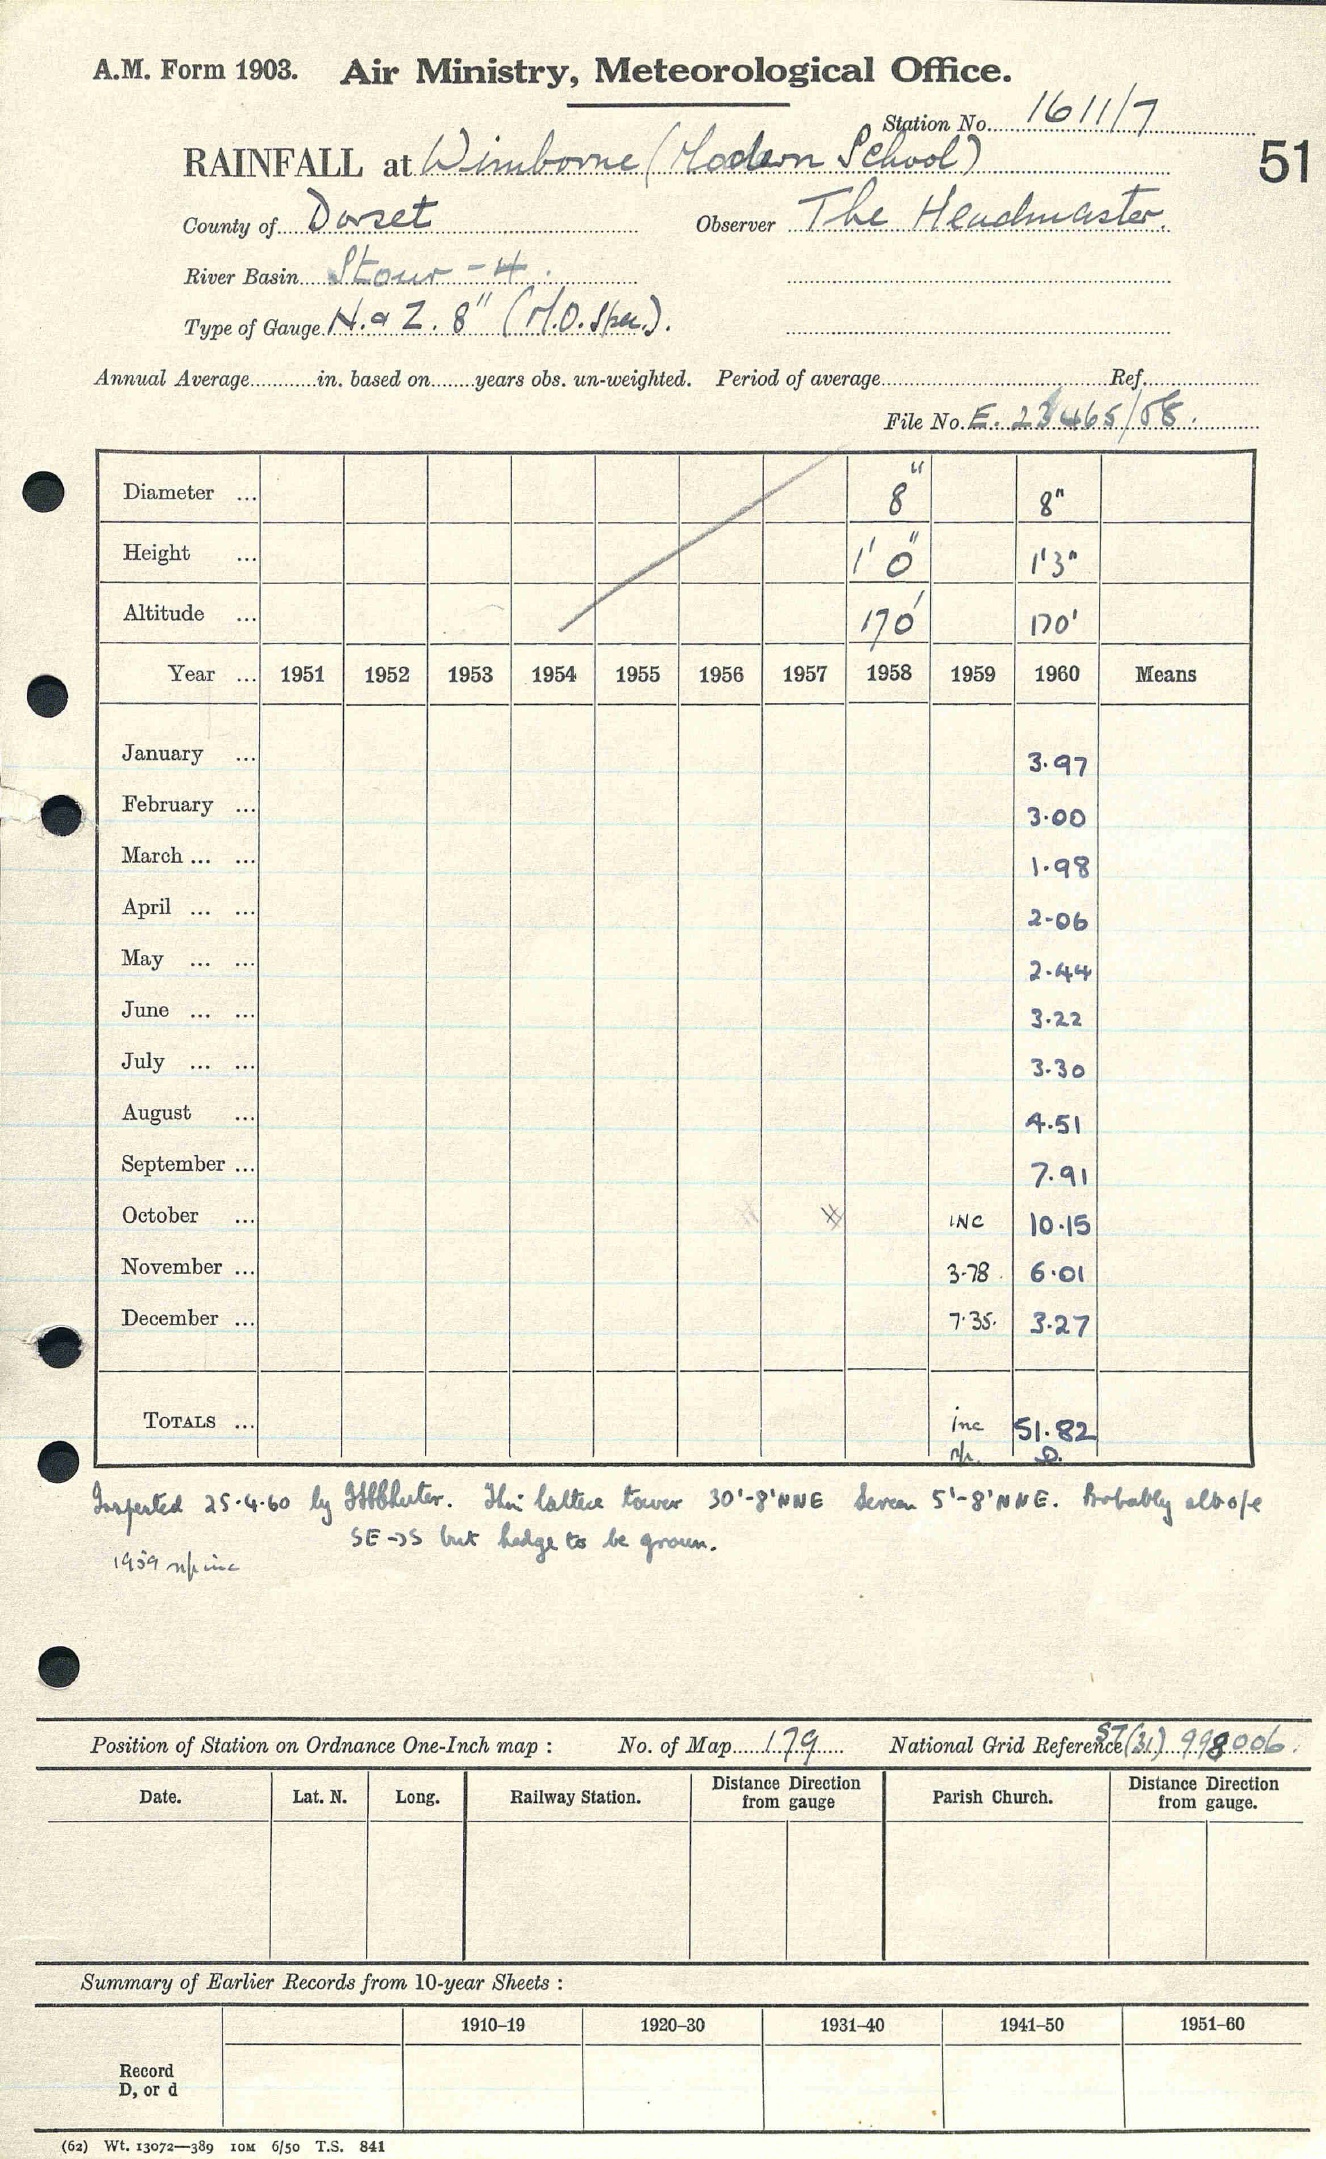 A.M. Form 1903. Air Ministry, Meteorological Office.
Station No. 1611/7
RAINFALL at Wimborne (Modern School)
51
County of Dorset Observer The Headmaster.
River Basin Stour - 4.
Type of Gauge N. & Z. 8" (M.O. Spec.).
Annual Average in. based on years obs. un-weighted. Period of average Ref.
File No. E. 23465/58.
Diameter ... 8" 8"
Height ... 1' 0" 1'3"
Altitude ... 170' 170'
Year ... 1951 1952 1953 1954 1955 1956 1957 1958 1959 1960 Means
January ... 3.97
February ... 3.00
March ... ... 1.98
April ... ... 2.06
May ... ... 2.44
June ... ... 3.22
July ... ... 3.30
August ... 4.51
September ... 7.91
October ... INC 10.15
November ... 3.78 6.01
December ... 7.35. 3.27
TOTALS ... inc 51.82
n/p. D.
Inspected 25.4.60 by Thin lattice tower 30'-8'NNE Screen 5'-8'NNE. Probably also o/e
SE → S but hedge to be grown.
1959 n/p inc
Position of Station on Ordnance One-Inch map : No. of Map 179 National Grid Reference ST(31) 998006.
Date. Lat. N. Long. Railway Station. Distance Direction from gauge Parish Church. Distance Direction from gauge.
Summary of Earlier Records from 10-year Sheets :
1910–19 1920–30 1931–40 1941–50 1951–60
Record
D, or d
(62) Wt. 13072—389 10M 6/50 T.S. 841